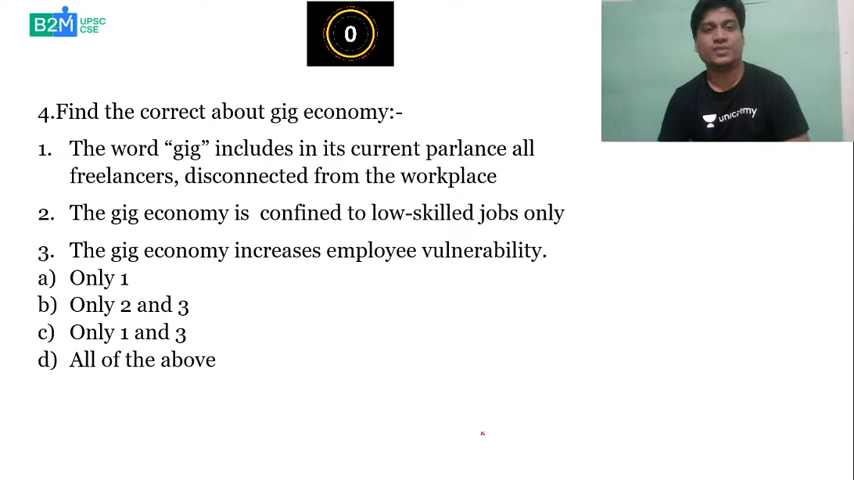 B2M UPSC
CSE
0
unacademy
4.Find the correct about gig economy:-
1. The word “gig” includes in its current parlance all
freelancers, disconnected from the workplace
2. The gig economy is confined to low-skilled jobs only
3. The gig economy increases employee vulnerability.
a) Only 1
b) Only 2 and 3
c) Only 1 and 3
d) All of the above